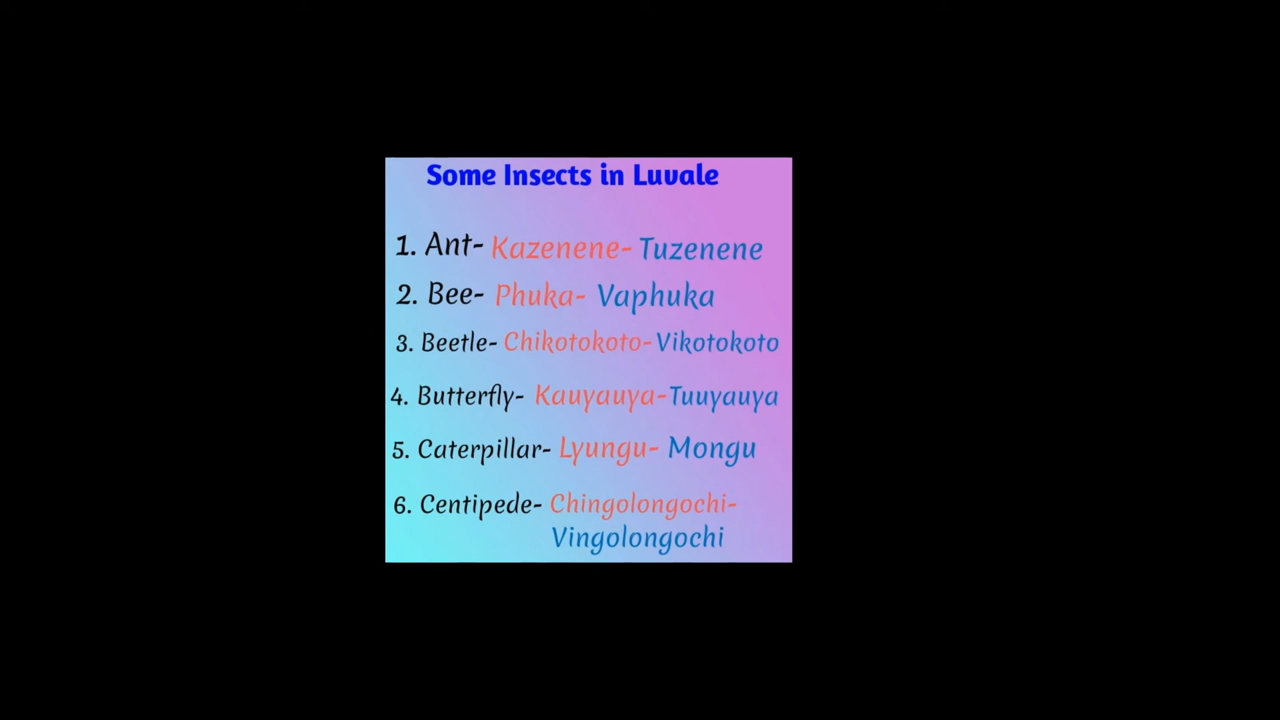 Some Insects in Luvale
1. Ant- Kazenene- Tuzenene
2. Bee- Phuka- Vaphuka
3. Beetle- Chikotokoto- Vikotokoto
4. Butterfly- Kauyauya- Tuuyauya
5. Caterpillar- Lyungu- Mongu
6. Centipede- Chingolongochi-
Vingolongochi